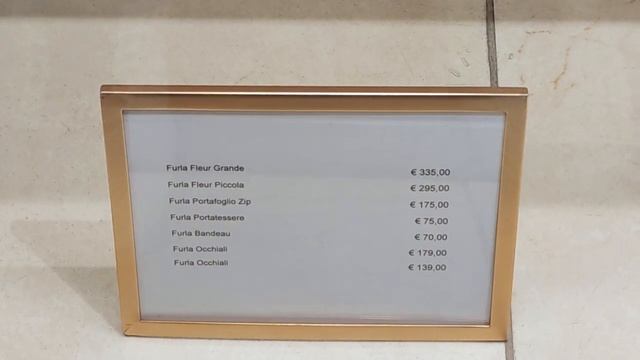 Furla Fleur Grande € 335,00
Furla Fleur Piccola € 295,00
Furla Portafoglio Zip € 175,00
Furla Portatessere € 75,00
Furla Bandeau € 70,00
Furla Occhiali € 179,00
Furla Occhiali € 139,00